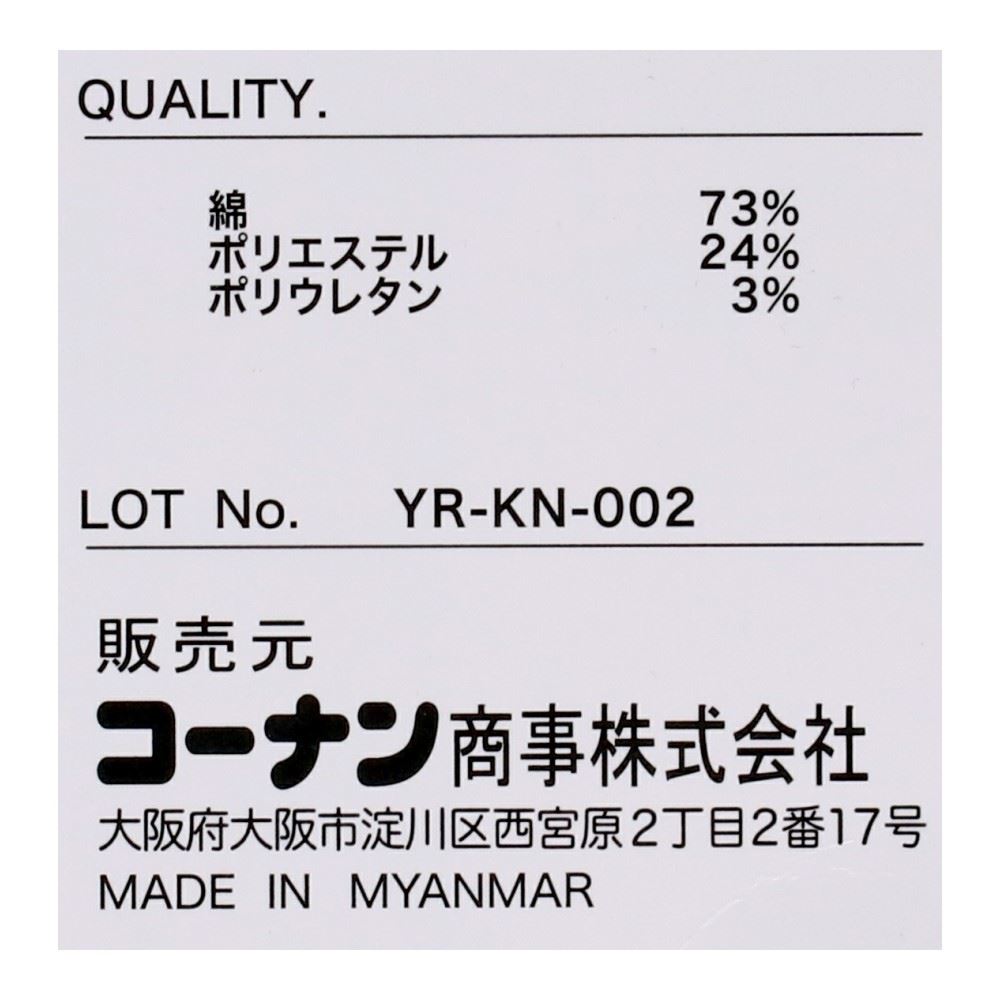 QUALITY.
綿 73%
ポリエステル 24%
ポリウレタン 3%
LOT No. YR-KN-002
販売元
コーナン商事株式会社
大阪府大阪市淀川区西宮原2丁目2番17号
MADE IN MYANMAR